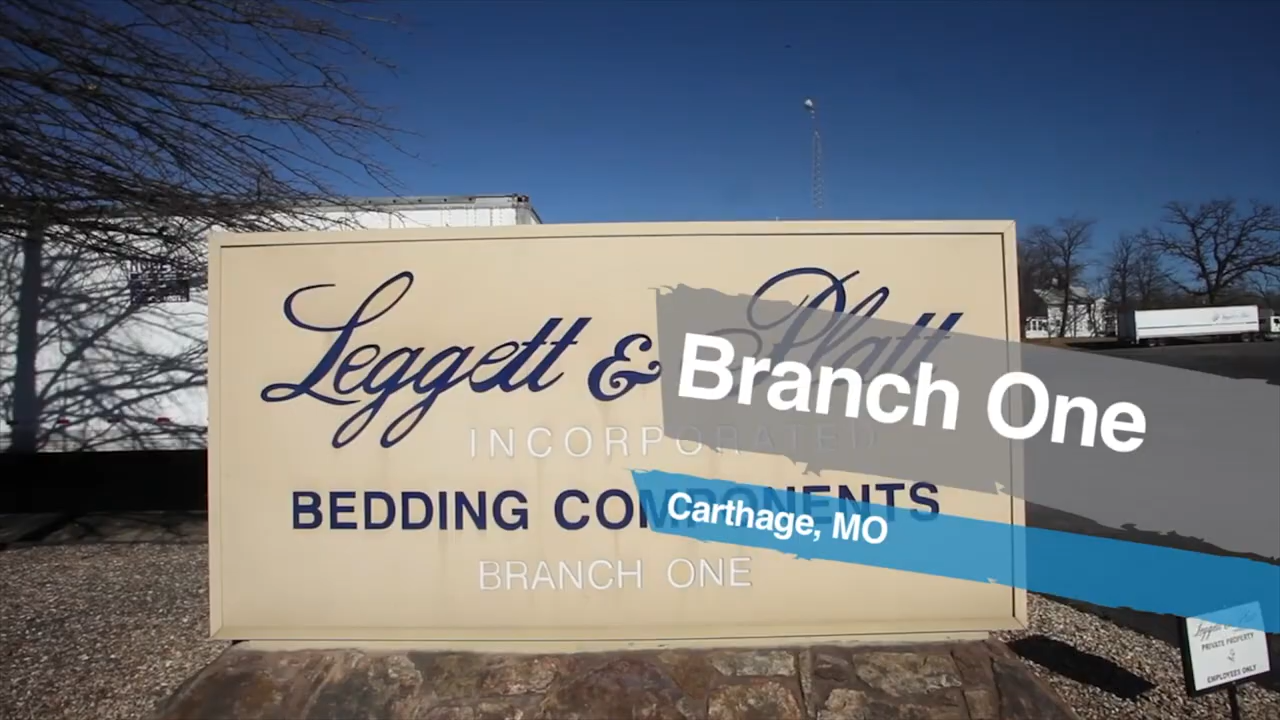 Leggett & Platt
INCORPORATED
BEDDING COMPONENTS
BRANCH ONE
Branch One
Carthage, MO
PRIVATE PROPERTY
EMPLOYEES ONLY